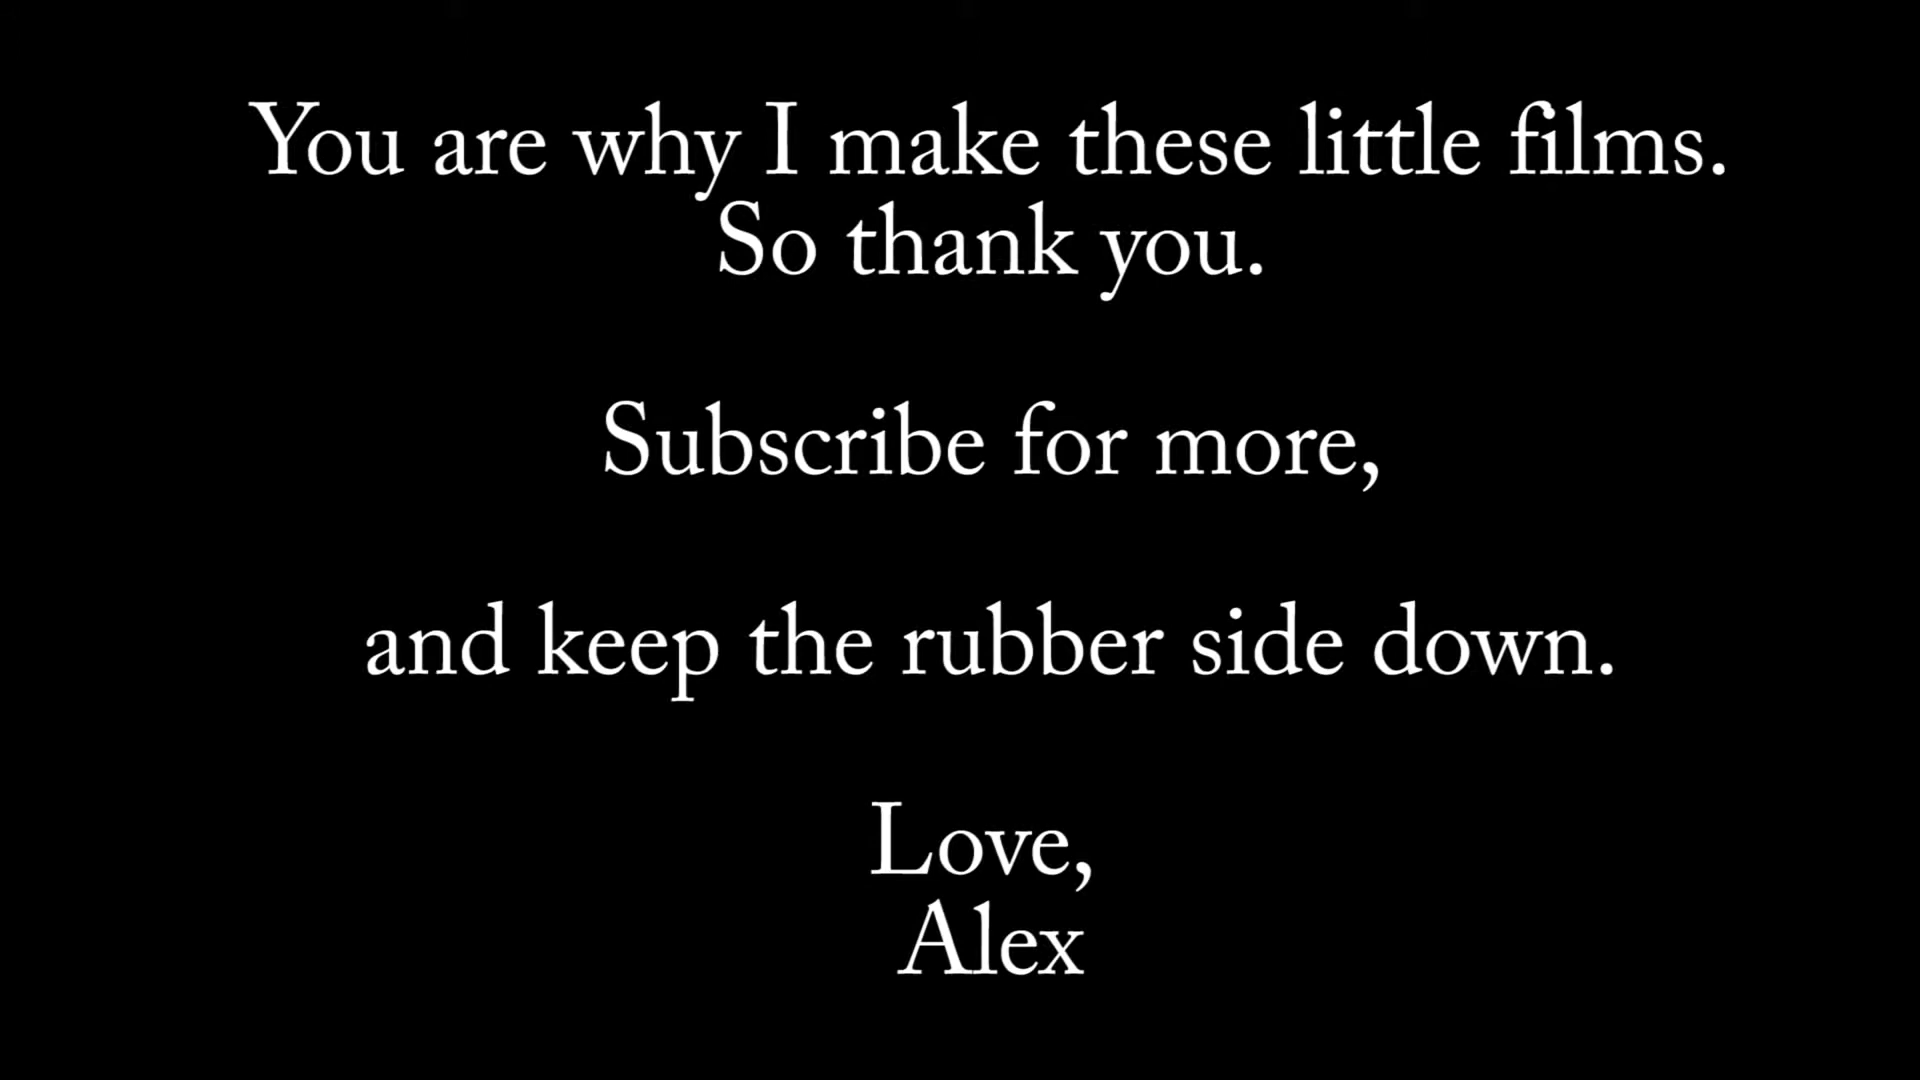 You are why I make these little films.
So thank you.
Subscribe for more,
and keep the rubber side down.
Love,
Alex